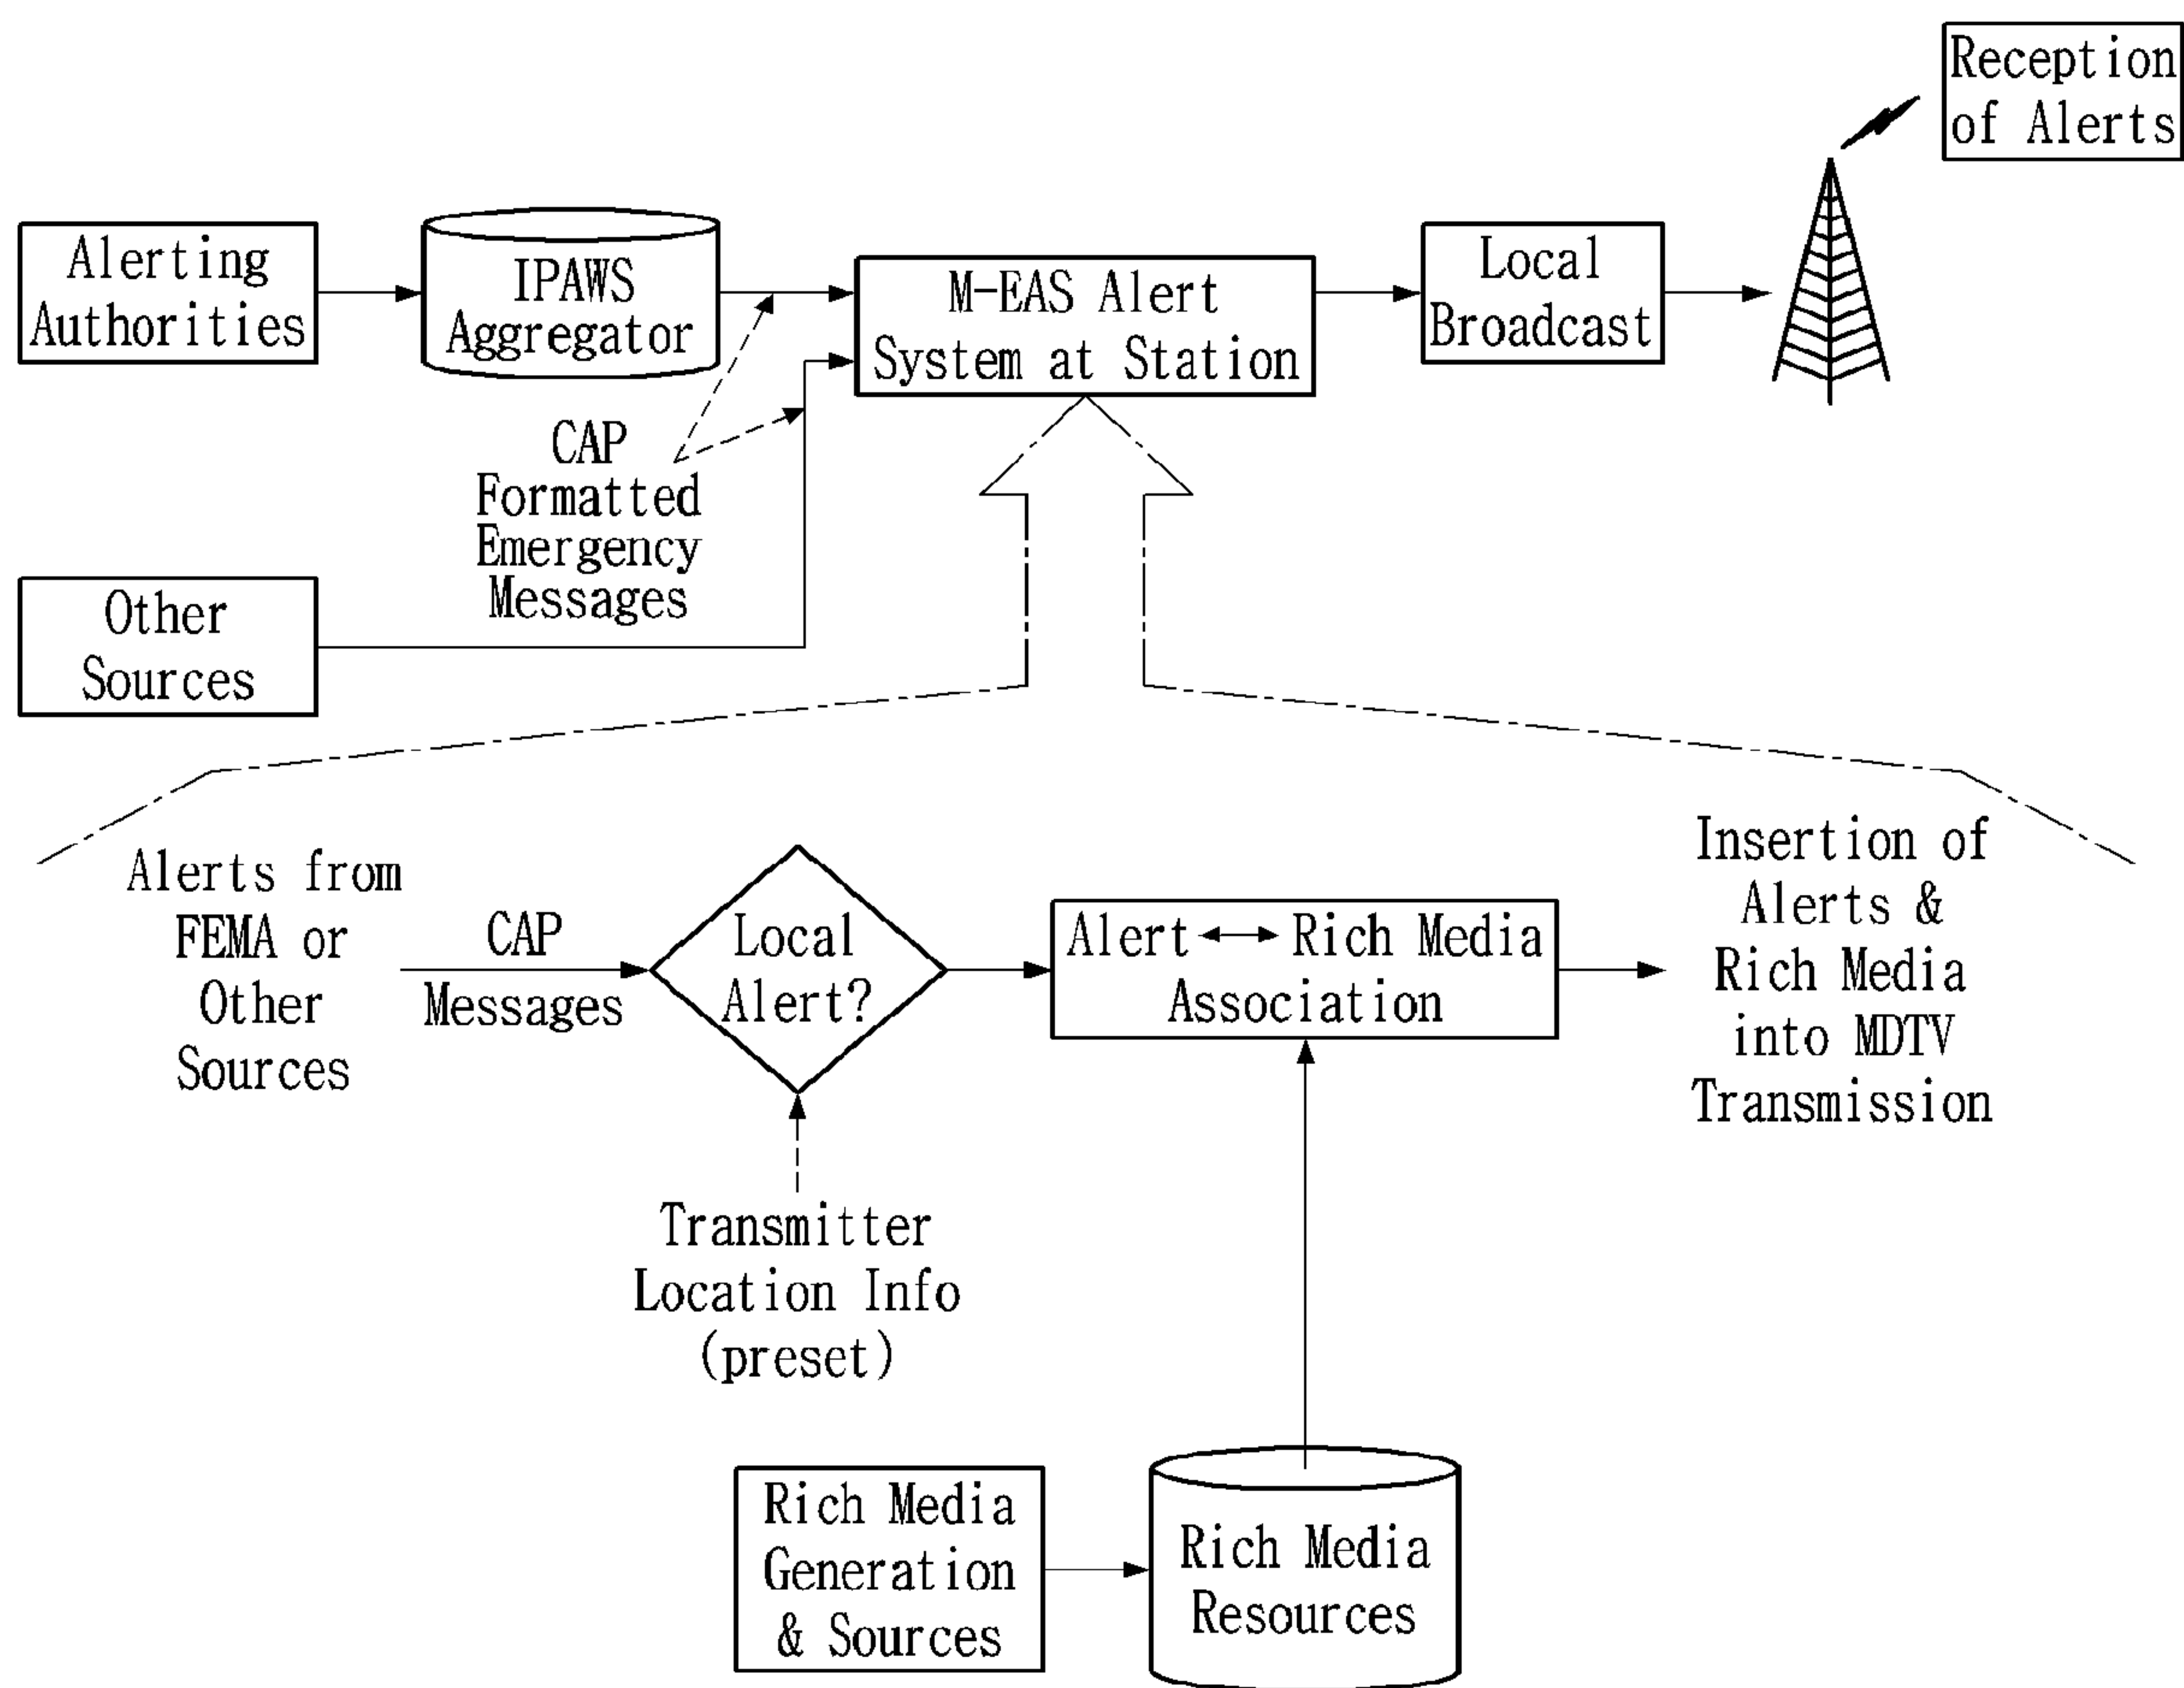 Reception
of Alerts
Alerting
Authorities
IPAWS
Aggregator
M-EAS Alert
System at Station
Local
Broadcast
CAP
Formatted
Emergency
Messages
Other
Sources
Alerts from
FEMA or
Other
Sources
CAP
Messages
Local
Alert?
Alert Rich Media
Association
Insertion of
Alerts &
Rich Media
into MDTV
Transmission
Transmitter
Location Info
(preset)
Rich Media
Generation
& Sources
Rich Media
Resources